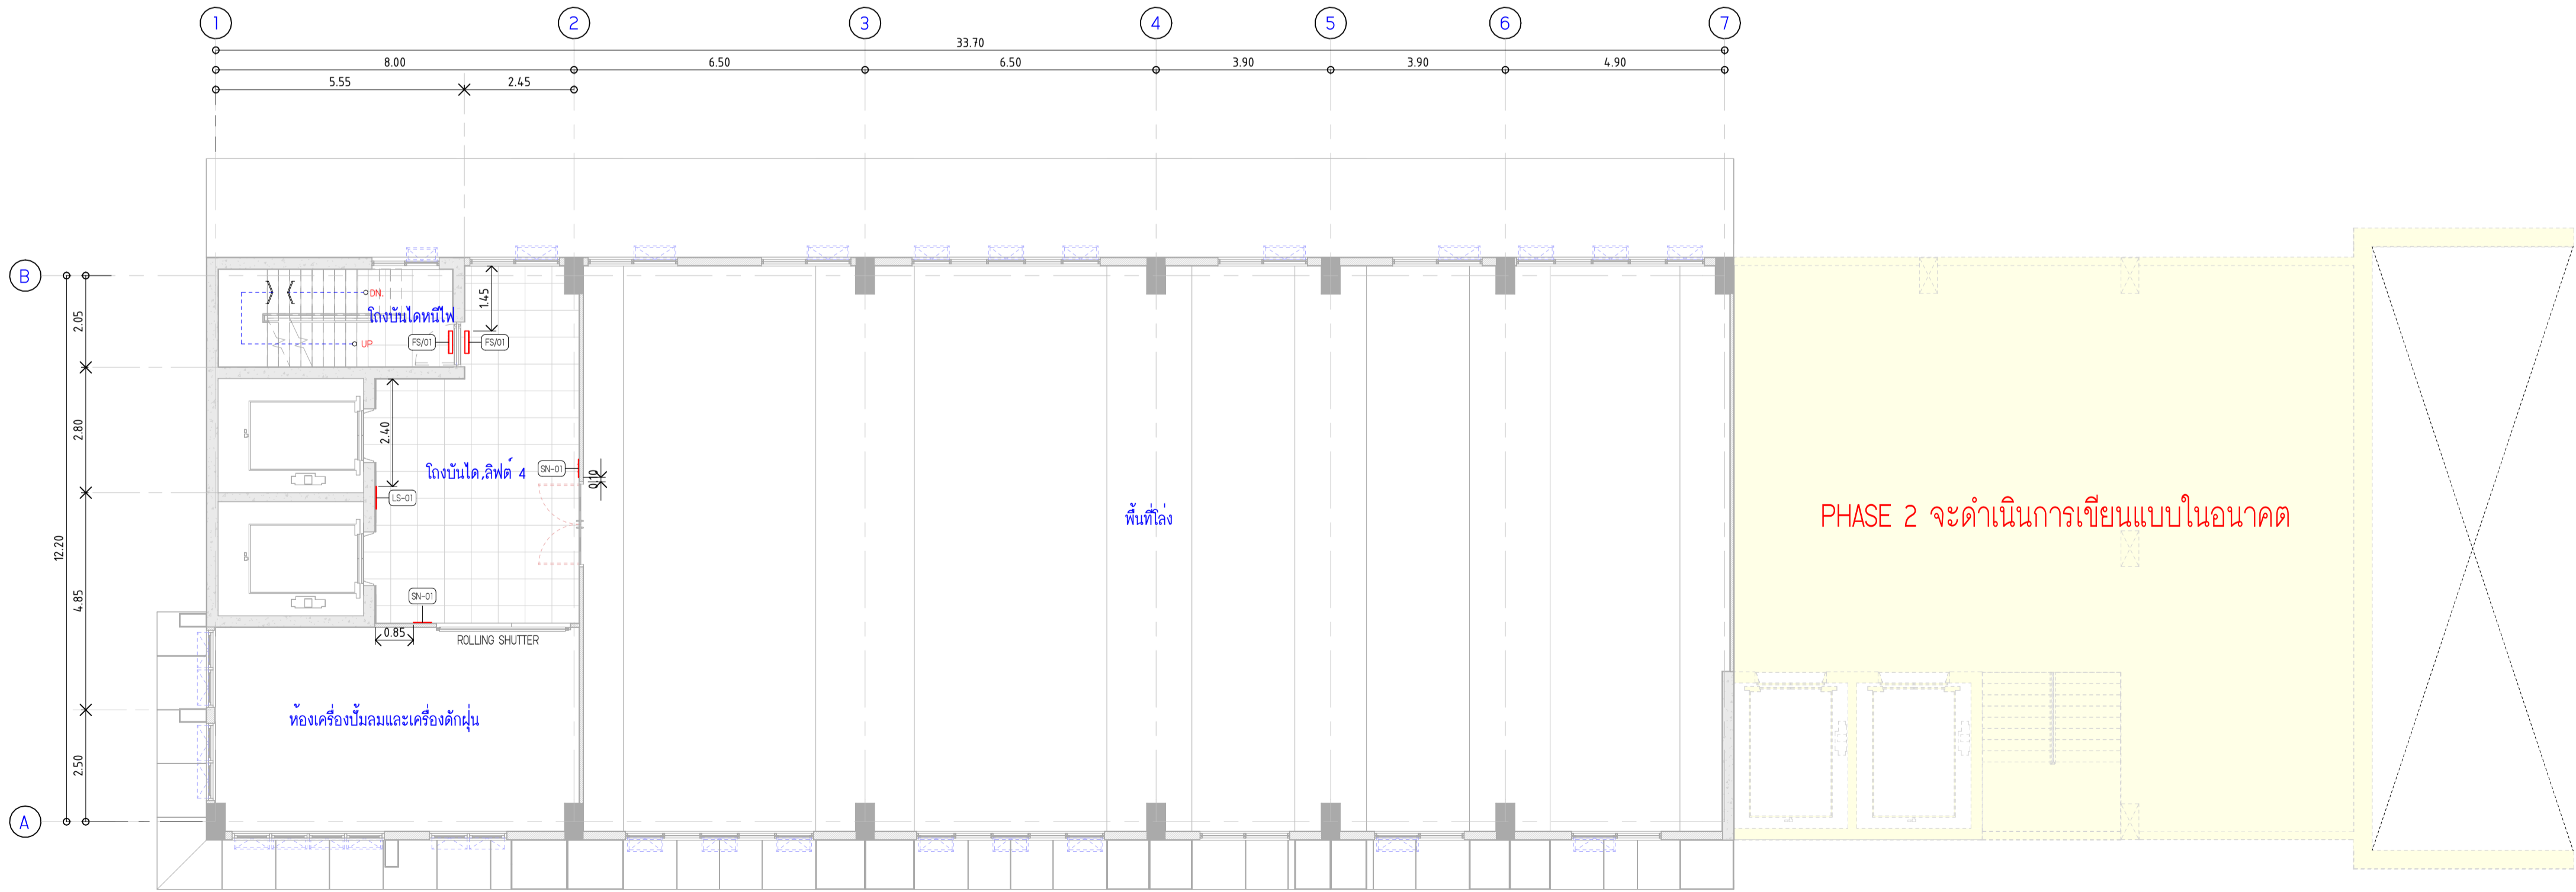 1 2 3 4 5 6 7
33.70
8.00 6.50 6.50 3.90 3.90 4.90
5.55 2.45
B
DN.
1.45
โถงบันไดหนีไฟ
2.05
UP
FS/01
FS/01
2.80
2.40
โถงบันได,ลิฟต์ 4
SN-01
0.10
LS-01
พื้นที่โล่ง
PHASE 2 จะดำเนินการเขียนแบบในอนาคต
12.20
4.85
SN-01
0.85
ROLLING SHUTTER
ห้องเครื่องปั๊มลมและเครื่องดักฝุ่น
2.50
A